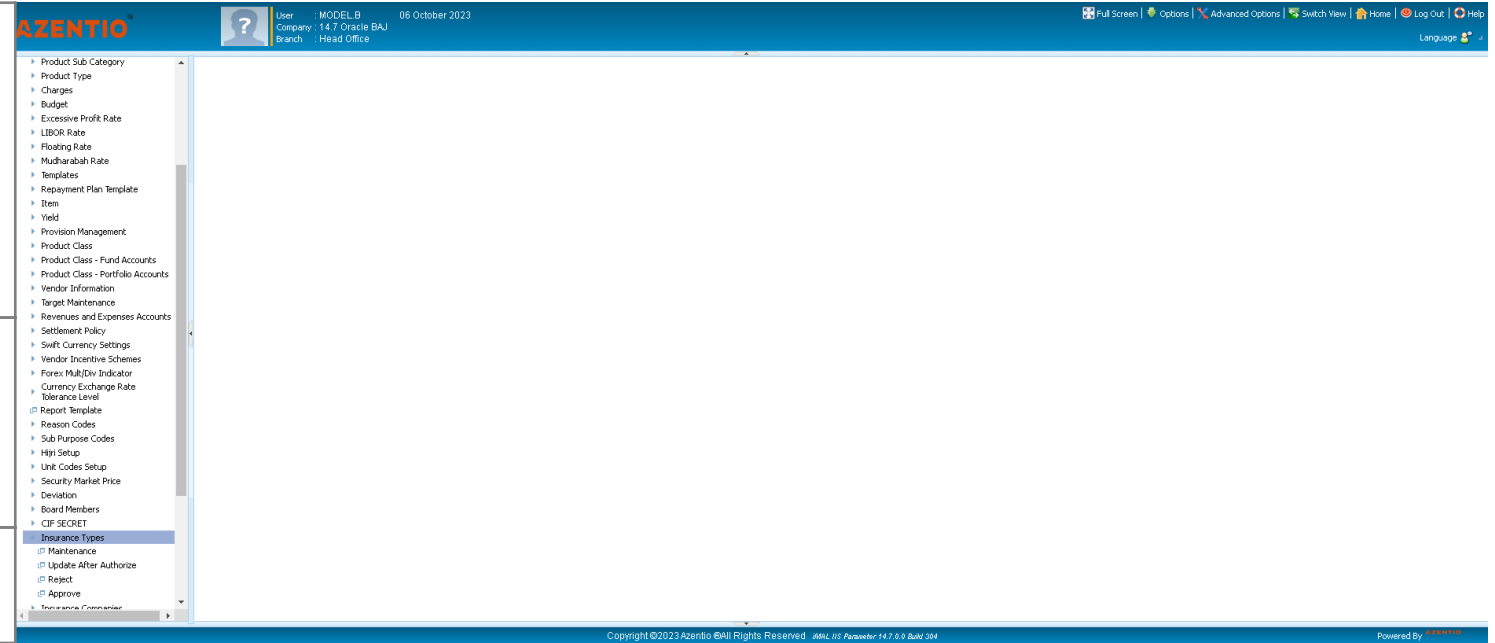 AZENTIO™
User : MODEL.B 06 October 2023
Company : 14.7 Oracle BAJ
Branch : Head Office
Full Screen | Options | Advanced Options | Switch View | Home | Log Out | Help
Language
Product Sub Category
Product Type
Charges
Budget
Excessive Profit Rate
LIBOR Rate
Floating Rate
Mudharabah Rate
Templates
Repayment Plan Template
Item
Yield
Provision Management
Product Class
Product Class - Fund Accounts
Product Class - Portfolio Accounts
Vendor Information
Target Maintenance
Revenues and Expenses Accounts
Settlement Policy
Swift Currency Settings
Vendor Incentive Schemes
Forex Mult/Div Indicator
Currency Exchange Rate
Tolerance Level
Report Template
Reason Codes
Sub Purpose Codes
Hijri Setup
Unit Codes Setup
Security Market Price
Deviation
Board Members
CIF SECRET
Insurance Types
Maintenance
Update After Authorize
Reject
Approve
Insurance Companies
Copyright ©2023 Azentio ®All Rights Reserved iMAL IIS Parameter 14.7.0.0 Build 304
Powered By AZENTIO